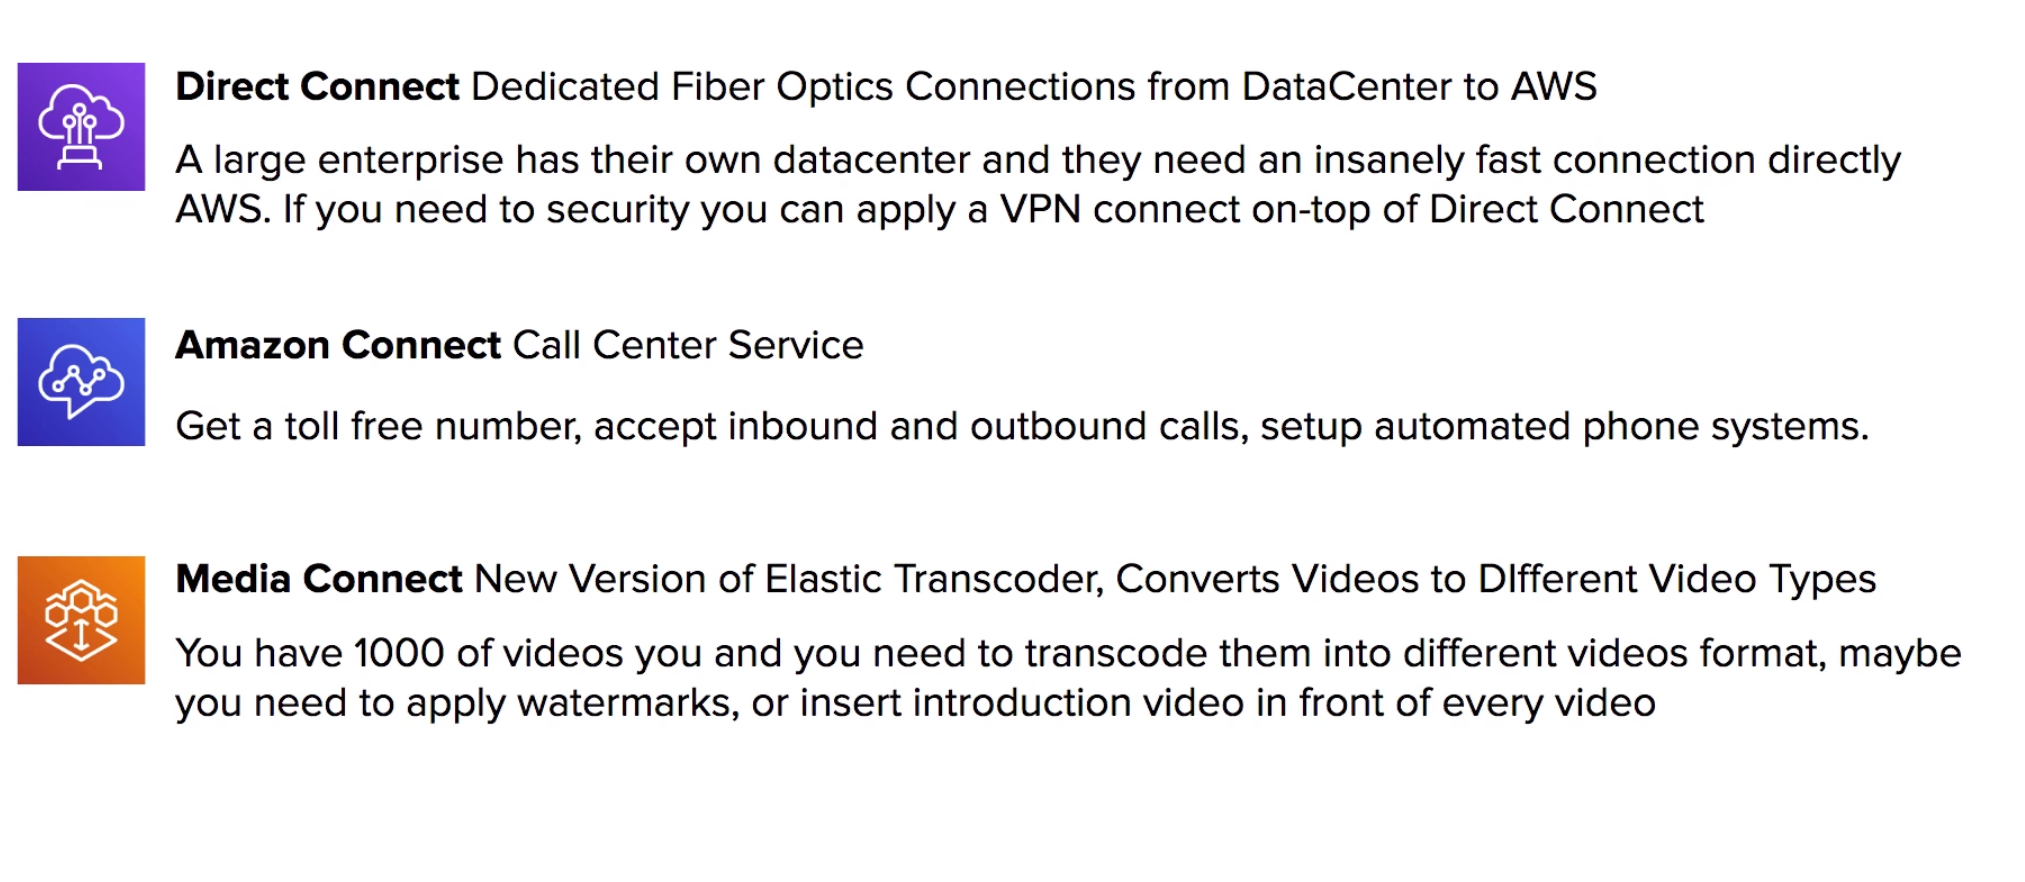 Direct Connect Dedicated Fiber Optics Connections from DataCenter to AWS
A large enterprise has their own datacenter and they need an insanely fast connection directly
AWS. If you need to security you can apply a VPN connect on-top of Direct Connect
Amazon Connect Call Center Service
Get a toll free number, accept inbound and outbound calls, setup automated phone systems.
Media Connect New Version of Elastic Transcoder, Converts Videos to DIfferent Video Types
You have 1000 of videos you and you need to transcode them into different videos format, maybe
you need to apply watermarks, or insert introduction video in front of every video